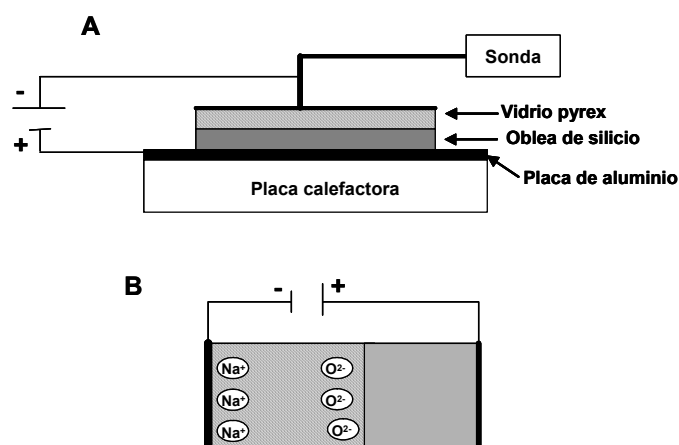 A
Sonda
-
+
Vidrio pyrex
Oblea de silicio
Placa de aluminio
Placa calefactora
B
- +
Na+ O2-
Na+ O2-
Na+ O2-